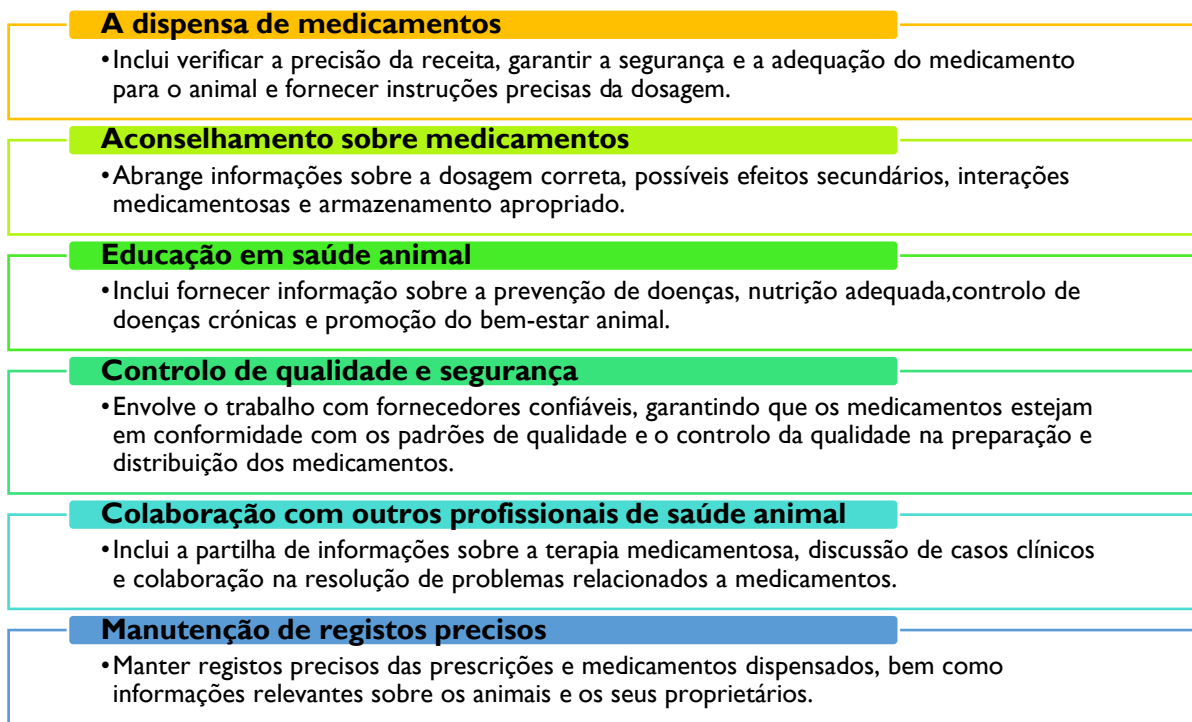 A dispensa de medicamentos
•Inclui verificar a precisão da receita, garantir a segurança e a adequação do medicamento
para o animal e fornecer instruções precisas da dosagem.
Aconselhamento sobre medicamentos
•Abrange informações sobre a dosagem correta, possíveis efeitos secundários, interações
medicamentosas e armazenamento apropriado.
Educação em saúde animal
•Inclui fornecer informação sobre a prevenção de doenças, nutrição adequada,controlo de
doenças crónicas e promoção do bem-estar animal.
Controlo de qualidade e segurança
•Envolve o trabalho com fornecedores confiáveis, garantindo que os medicamentos estejam
em conformidade com os padrões de qualidade e o controlo da qualidade na preparação e
distribuição dos medicamentos.
Colaboração com outros profissionais de saúde animal
•Inclui a partilha de informações sobre a terapia medicamentosa, discussão de casos clínicos
e colaboração na resolução de problemas relacionados a medicamentos.
Manutenção de registos precisos
•Manter registos precisos das prescrições e medicamentos dispensados, bem como
informações relevantes sobre os animais e os seus proprietários.